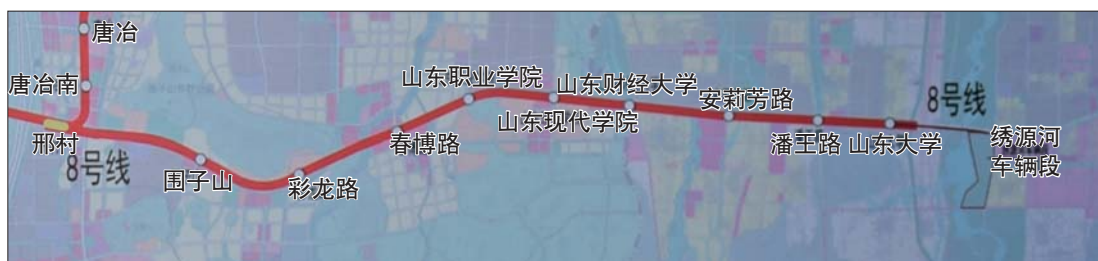 唐冶
唐冶南
邢村
8号线
围子山
彩龙路
春博路
山东职业学院
山东现代学院
山东财经大学
安莉芳路
潘王路
山东大学
8号线
绣源河
车辆段